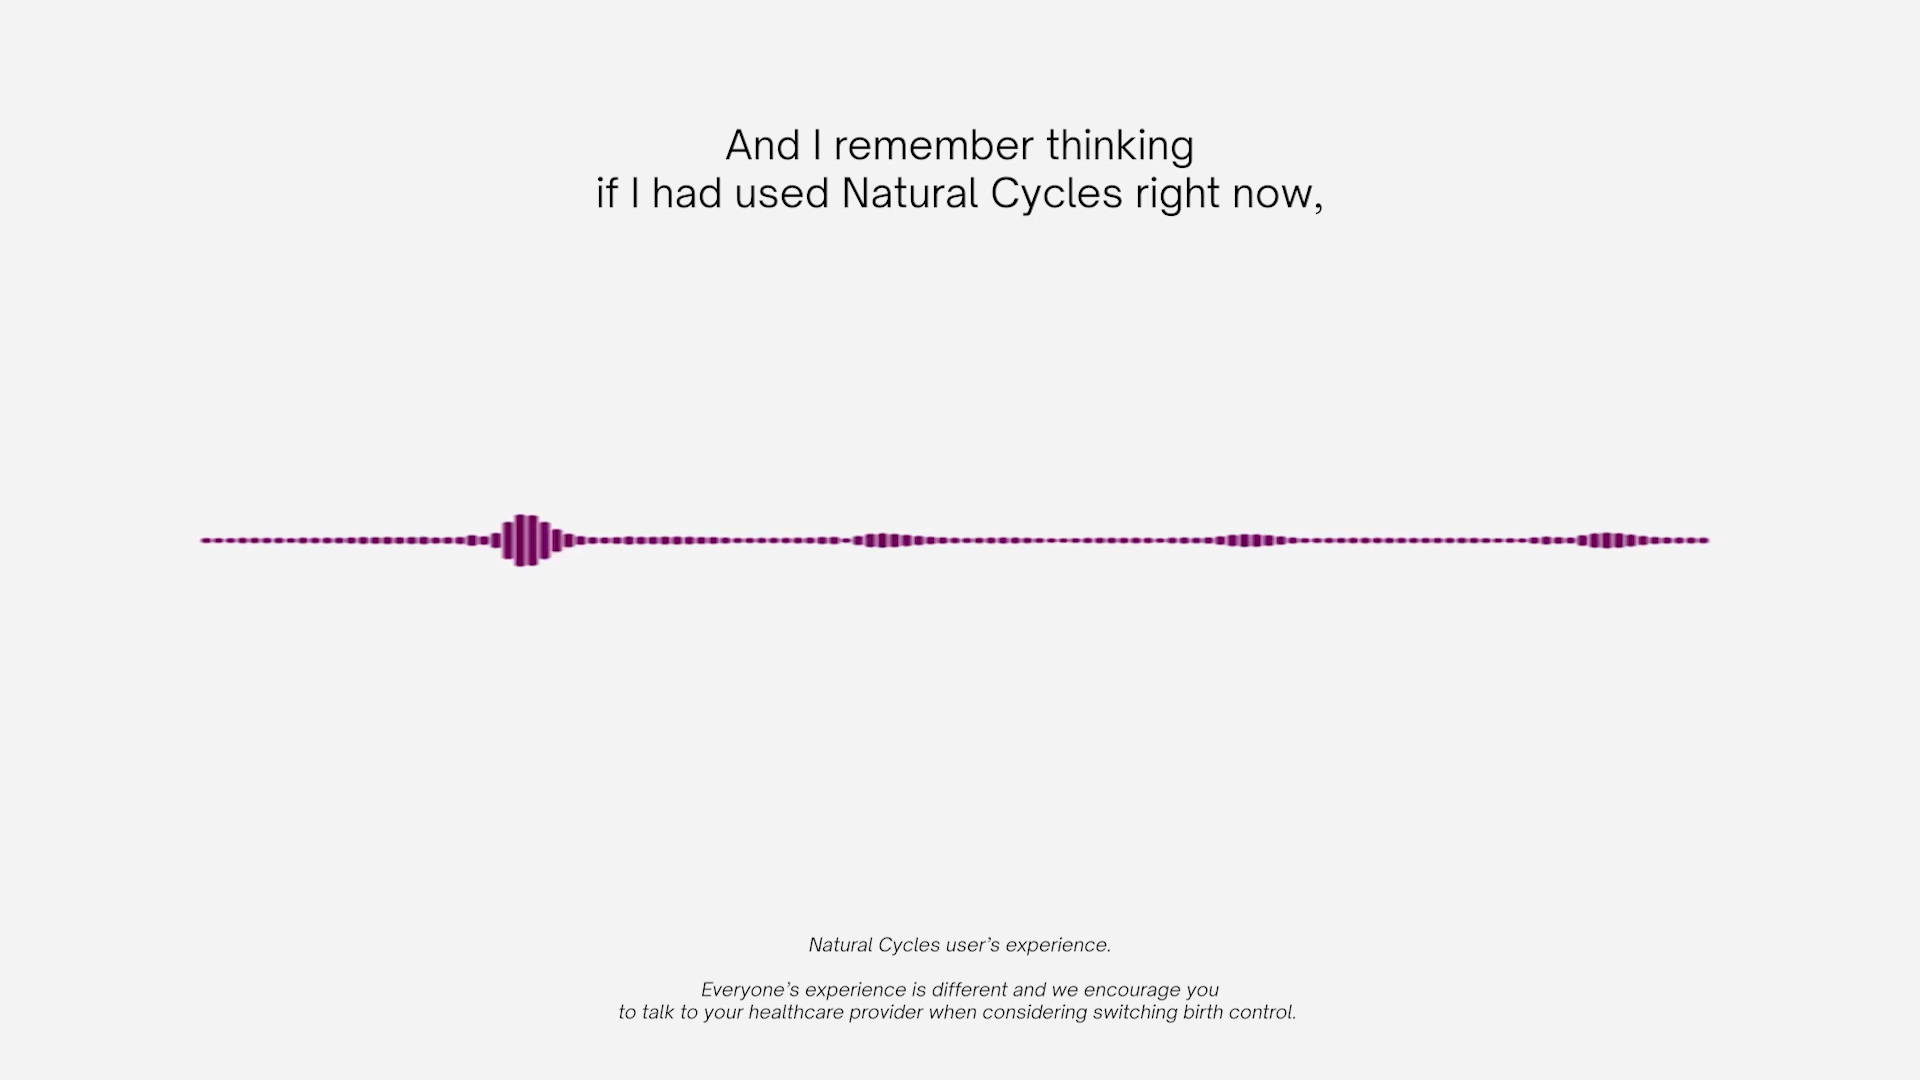 And I remember thinking
if I had used Natural Cycles right now,
Natural Cycles user’s experience.
Everyone’s experience is different and we encourage you
to talk to your healthcare provider when considering switching birth control.